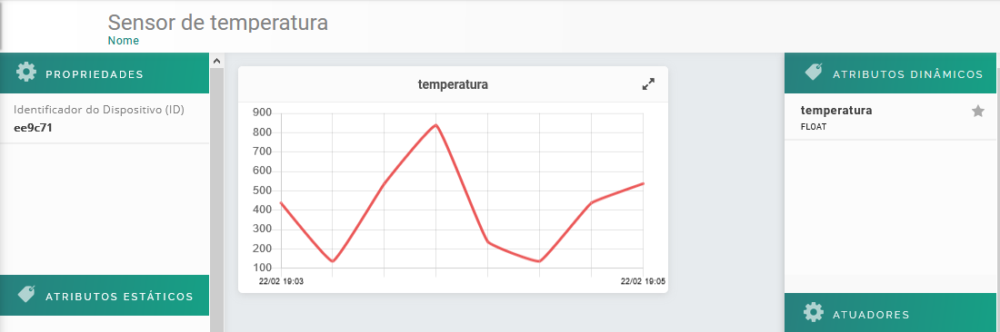 Sensor de temperatura
Nome
PROPRIEDADES
Identificador do Dispositivo (ID)
ee9c71
ATRIBUTOS ESTÁTICOS
temperatura
900
800
700
600
500
400
300
200
100
22/02 19:03
22/02 19:05
ATRIBUTOS DINÂMICOS
temperatura
FLOAT
ATUADORES